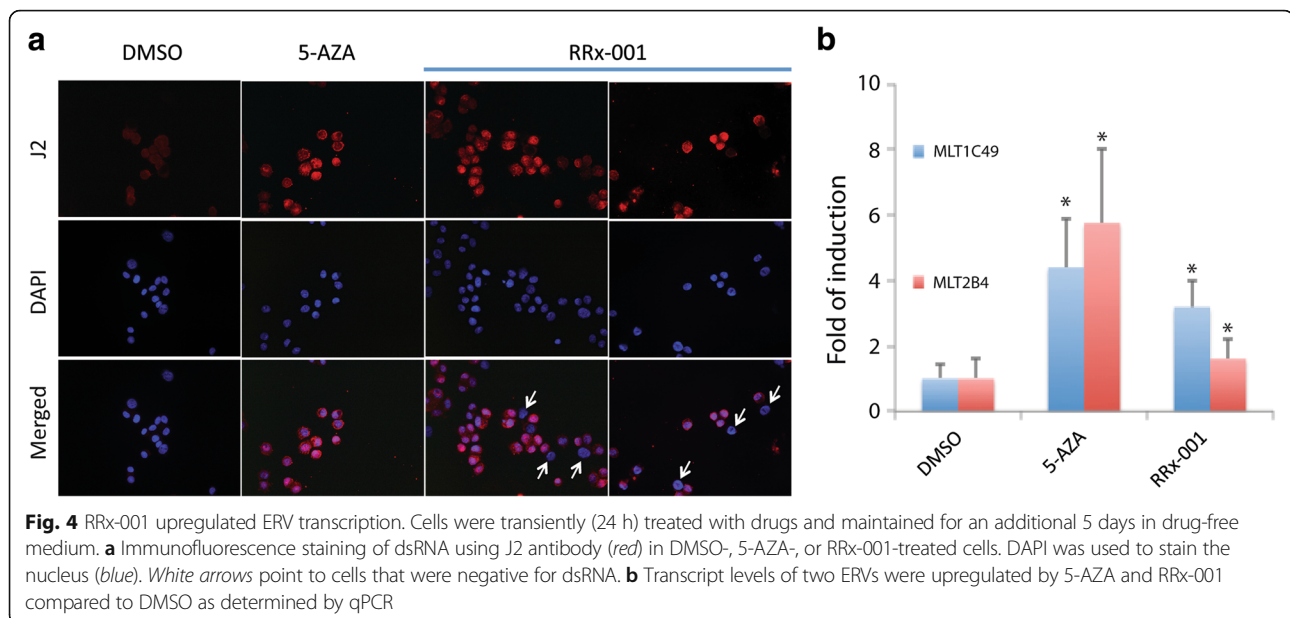 a
b
DMSO
5-AZA
RRx-001
J2
DAPI
Merged
Fold of induction
10
8
6
4
2
0
MLT1C49
MLT2B4
*
*
*
*
DMSO
5-AZA
RRx-001
Fig. 4 RRx-001 upregulated ERV transcription. Cells were transiently (24 h) treated with drugs and maintained for an additional 5 days in drug-free
medium. a Immunofluorescence staining of dsRNA using J2 antibody (red) in DMSO-, 5-AZA-, or RRx-001-treated cells. DAPI was used to stain the
nucleus (blue). White arrows point to cells that were negative for dsRNA. b Transcript levels of two ERVs were upregulated by 5-AZA and RRx-001
compared to DMSO as determined by qPCR